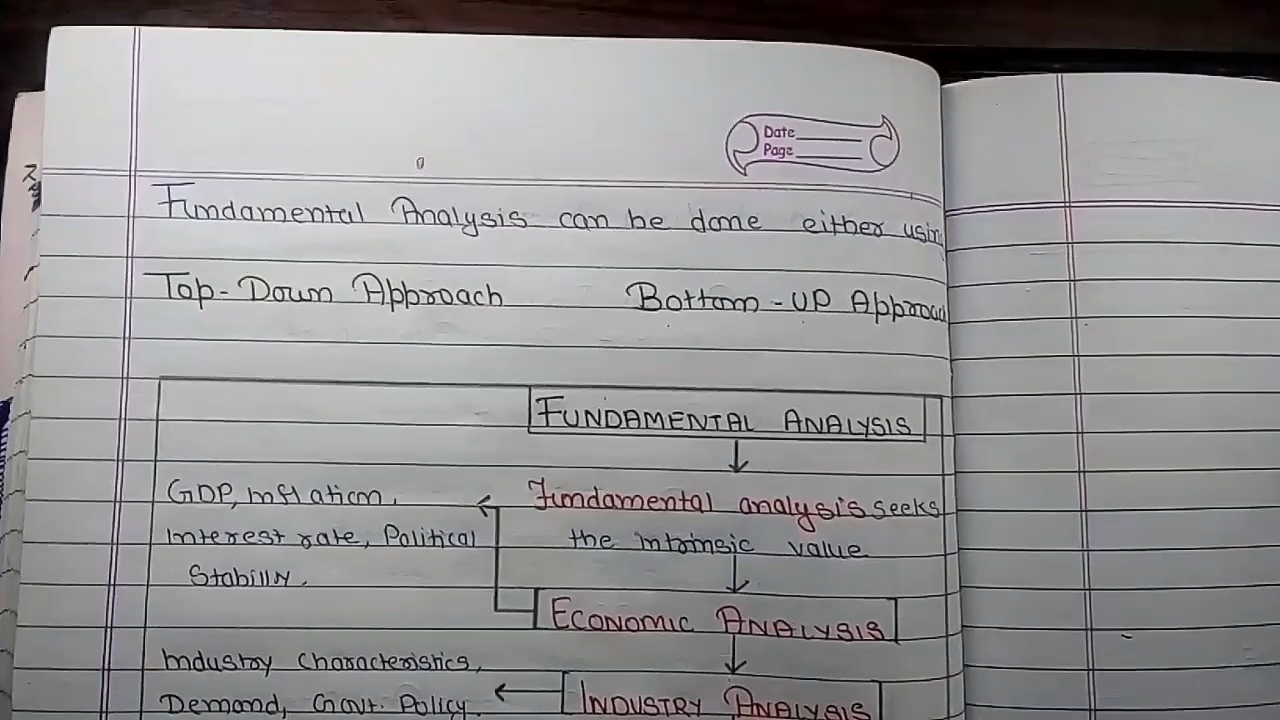 Date
Page
Fundamental Analysis can be done either usin
Top-Down Approach Bottom-UP Approac
FUNDAMENTAL ANALYSIS
GDP, Inflation,
Interest rate, Political
Stability.
Fundamental analysis seeks
the intrinsic value
ECONOMIC ANALYSIS
Industry Characteristics,
Demand, Govt. Policy.
INDUSTRY ANALYSIS